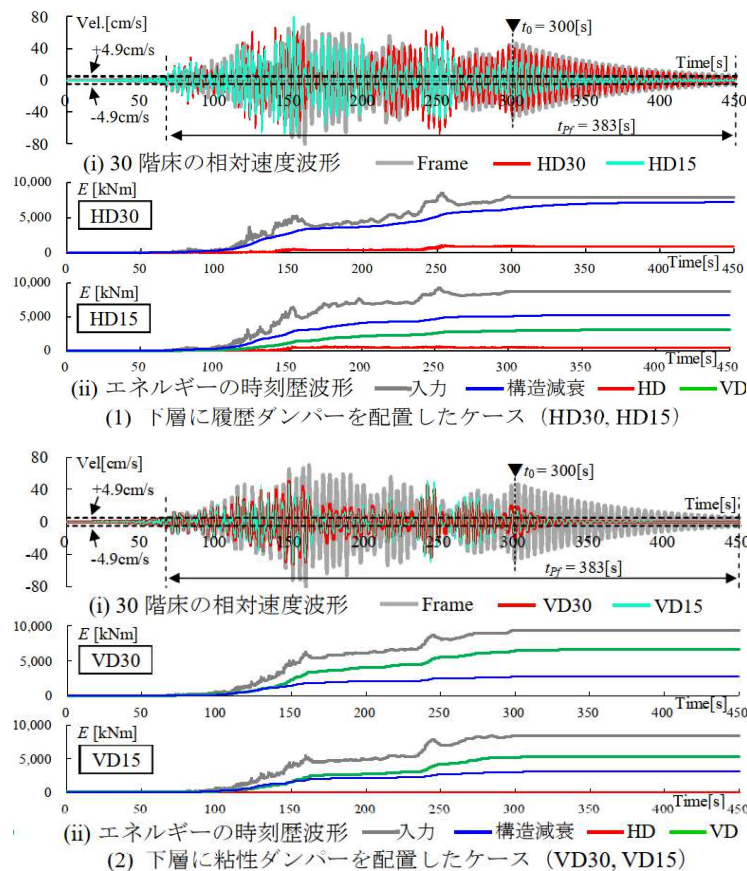 80 Vel.[cm/s] t0 = 300[s]
40 +4.9cm/s Time[s]
0
0 50 100 150 200 250 300 350 400 450
-40 -4.9cm/s
-80 tPf = 383[s]
(i) 30 階床の相対速度波形 Frame HD30 HD15
10,000 E [kNm]
HD30
5,000
0
0 50 100 150 200 250 300 350 400 450 Time[s]
10,000 E [kNm]
HD15
5,000
0 Time[s]
0 50 100 150 200 250 300 350 400 450
(ii) エネルギーの時刻歴波形 入力 構造減衰 HD VD
(1) 下層に履歴ダンパーを配置したケース（HD30, HD15）
80 Vel[cm/s] t0 = 300[s]
40 +4.9cm/s Time[s]
0
0 50 100 150 200 250 300 350 400 450
-40 -4.9cm/s
-80 tPf = 383[s]
(i) 30 階床の相対速度波形 Frame VD30 VD15
10,000 E [kNm]
VD30
5,000
0
0 50 100 150 200 250 300 350 400 450 Time[s]
10,000 E [kNm]
VD15
5,000
0 Time[s]
0 50 100 150 200 250 300 350 400 450
(ii) エネルギーの時刻歴波形 入力 構造減衰 HD VD
(2) 下層に粘性ダンパーを配置したケース（VD30, VD15）